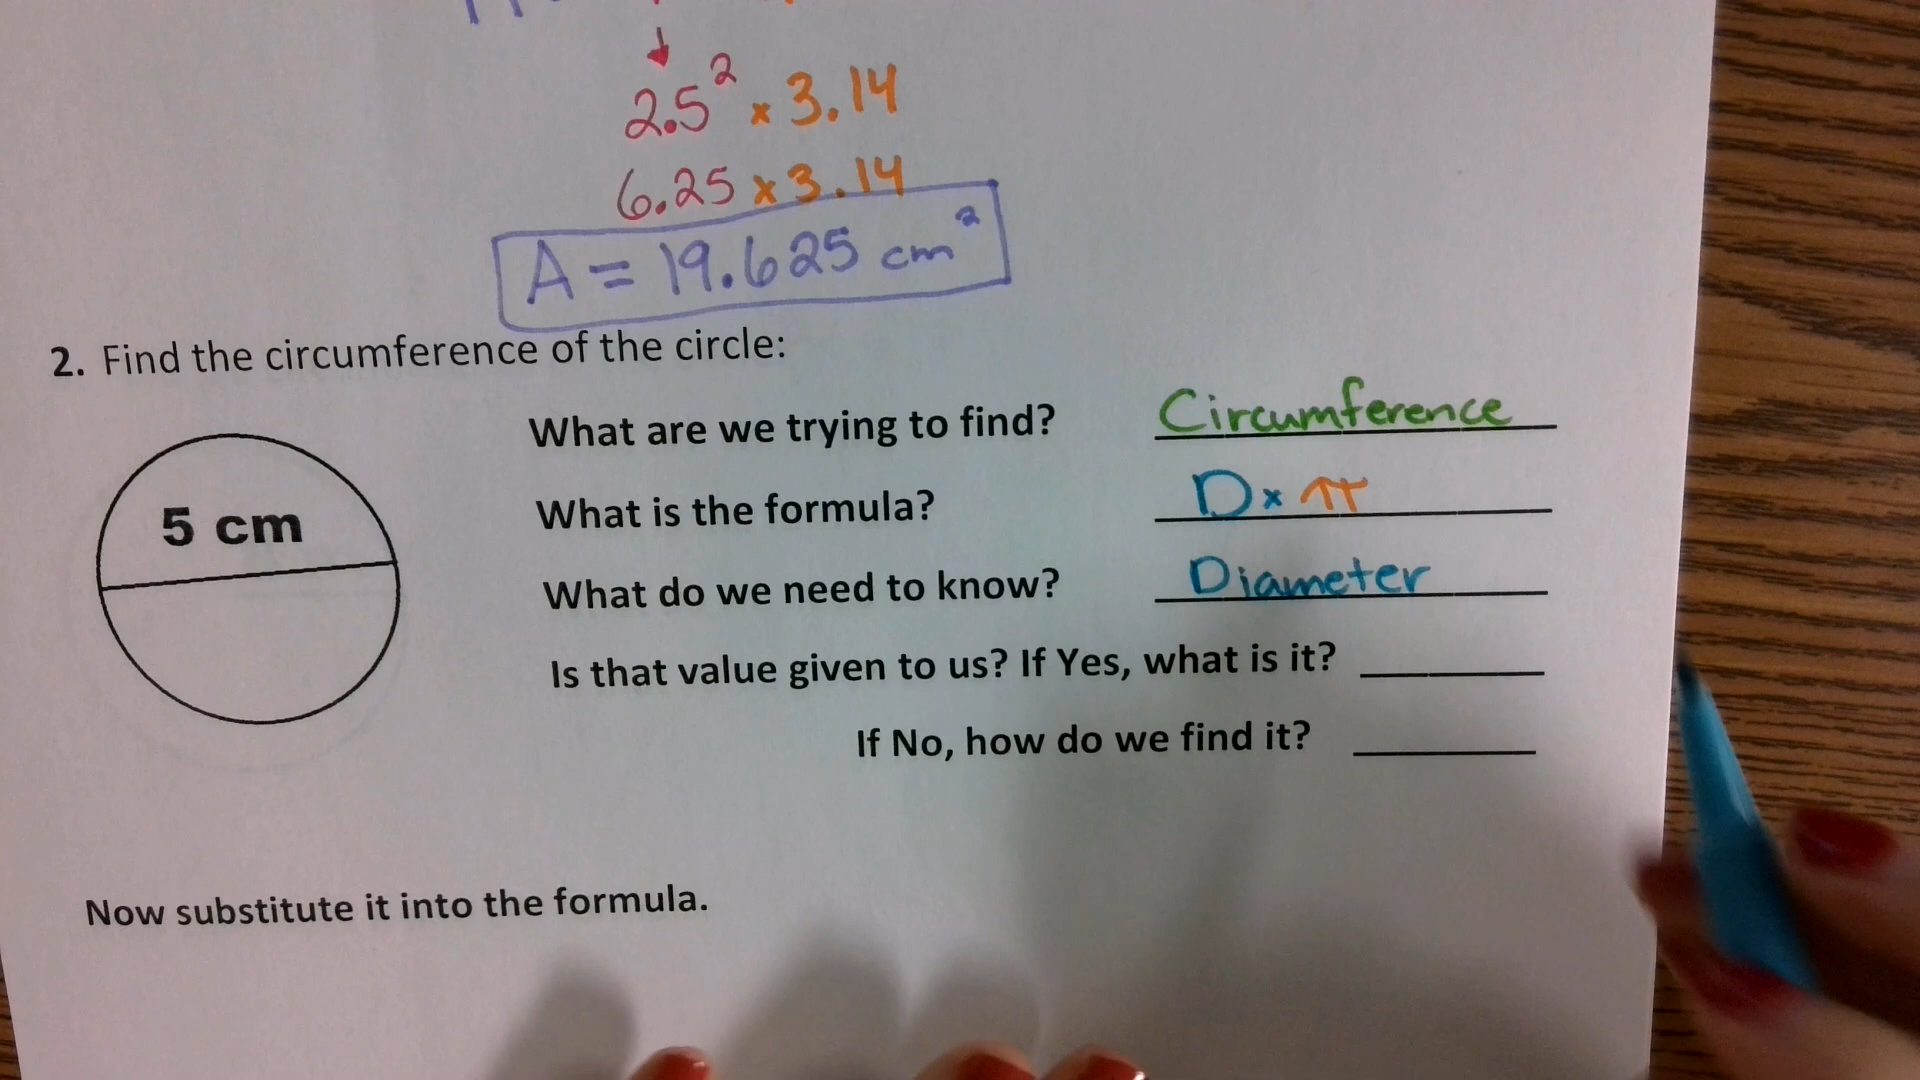 2.5² x 3.14
6.25 x 3.14
A = 19.625 cm²
2. Find the circumference of the circle:
5 cm
What are we trying to find? Circumference
What is the formula? D x π
What do we need to know? Diameter
Is that value given to us? If Yes, what is it? ______
If No, how do we find it? ______
Now substitute it into the formula.